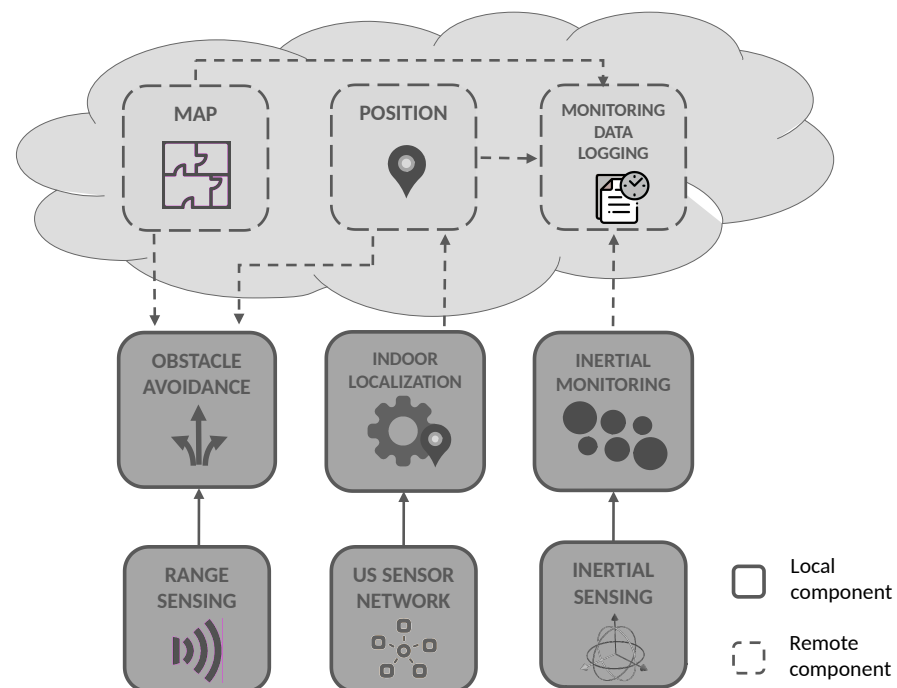 MAP
POSITION
MONITORING
DATA
LOGGING
OBSTACLE
AVOIDANCE
INDOOR
LOCALIZATION
INERTIAL
MONITORING
RANGE
SENSING
US SENSOR
NETWORK
INERTIAL
SENSING
Local
component
Remote
component